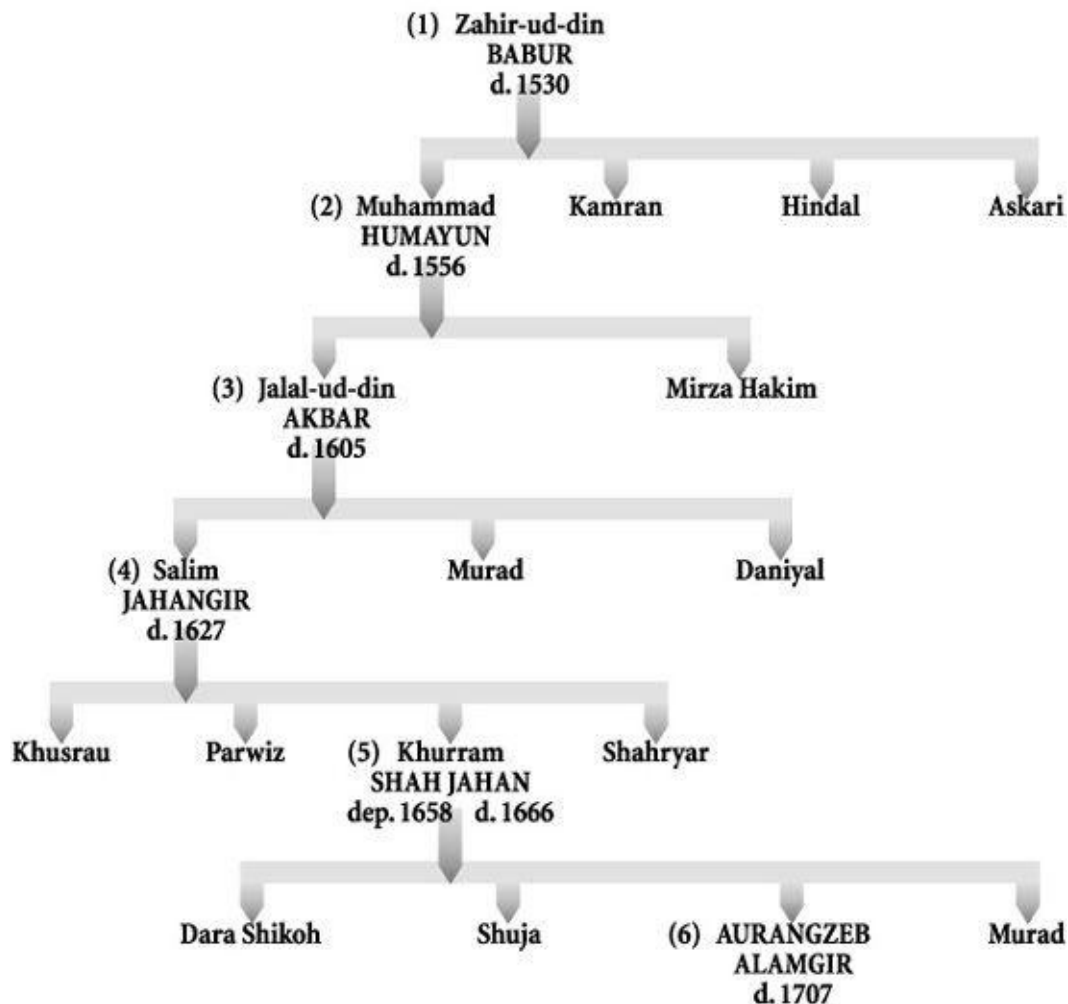 (1) Zahir-ud-din
BABUR
d. 1530
(2) Muhammad
HUMAYUN
d. 1556
Kamran
Hindal
Askari
(3) Jalal-ud-din
AKBAR
d. 1605
Mirza Hakim
(4) Salim
JAHANGIR
d. 1627
Murad
Daniyal
Khusrau
Parwiz
(5) Khurram
SHAH JAHAN
dep. 1658 d. 1666
Shahryar
Dara Shikoh
Shuja
(6) AURANGZEB
ALAMGIR
d. 1707
Murad